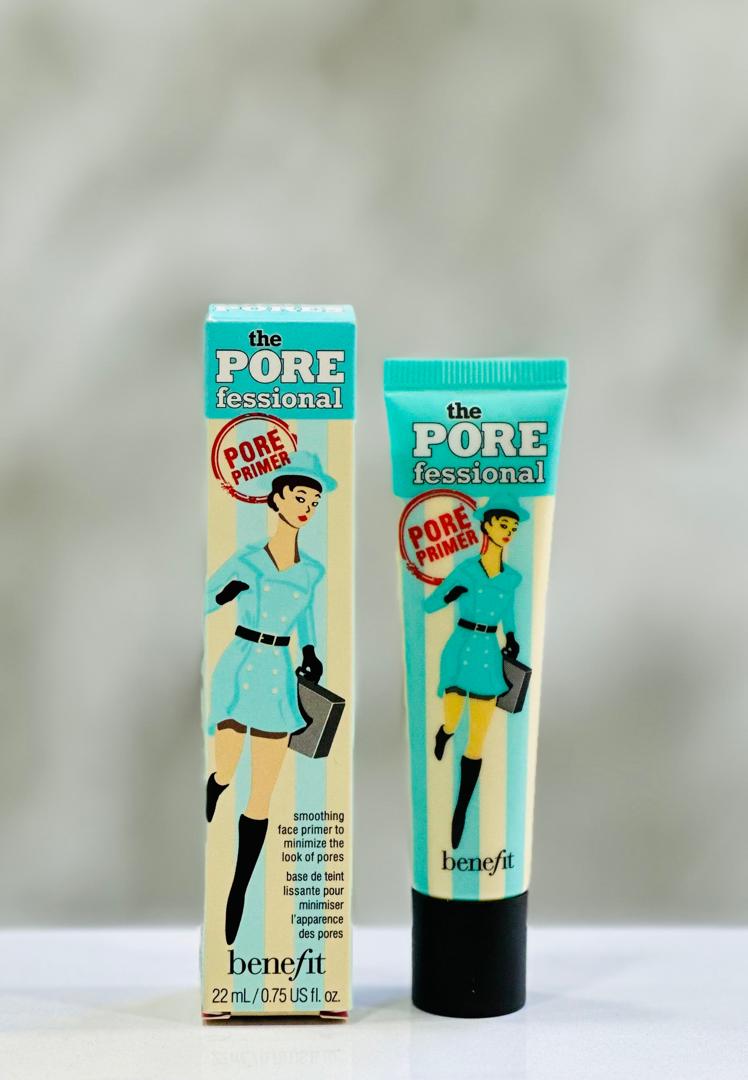 the
PORE
fessional
PORE
PRIMER
smoothing
face primer to
minimize the
look of pores
base de teint
lissante pour
minimiser
l'apparence
des pores
benefit
22 mL / 0.75 US fl. oz.
the
PORE
fessional
PORE
PRIMER
benefit